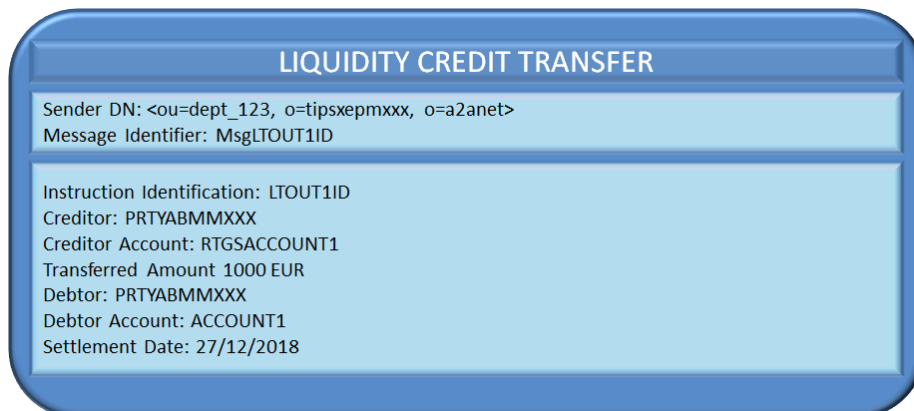 LIQUIDITY CREDIT TRANSFER
Sender DN: <ou=dept_123, o=tipsxepmxxx, o=a2anet>
Message Identifier: MsgLTOUT1ID
Instruction Identification: LTOUT1ID
Creditor: PRTYABMMXXX
Creditor Account: RTGSACCOUNT1
Transferred Amount 1000 EUR
Debtor: PRTYABMMXXX
Debtor Account: ACCOUNT1
Settlement Date: 27/12/2018